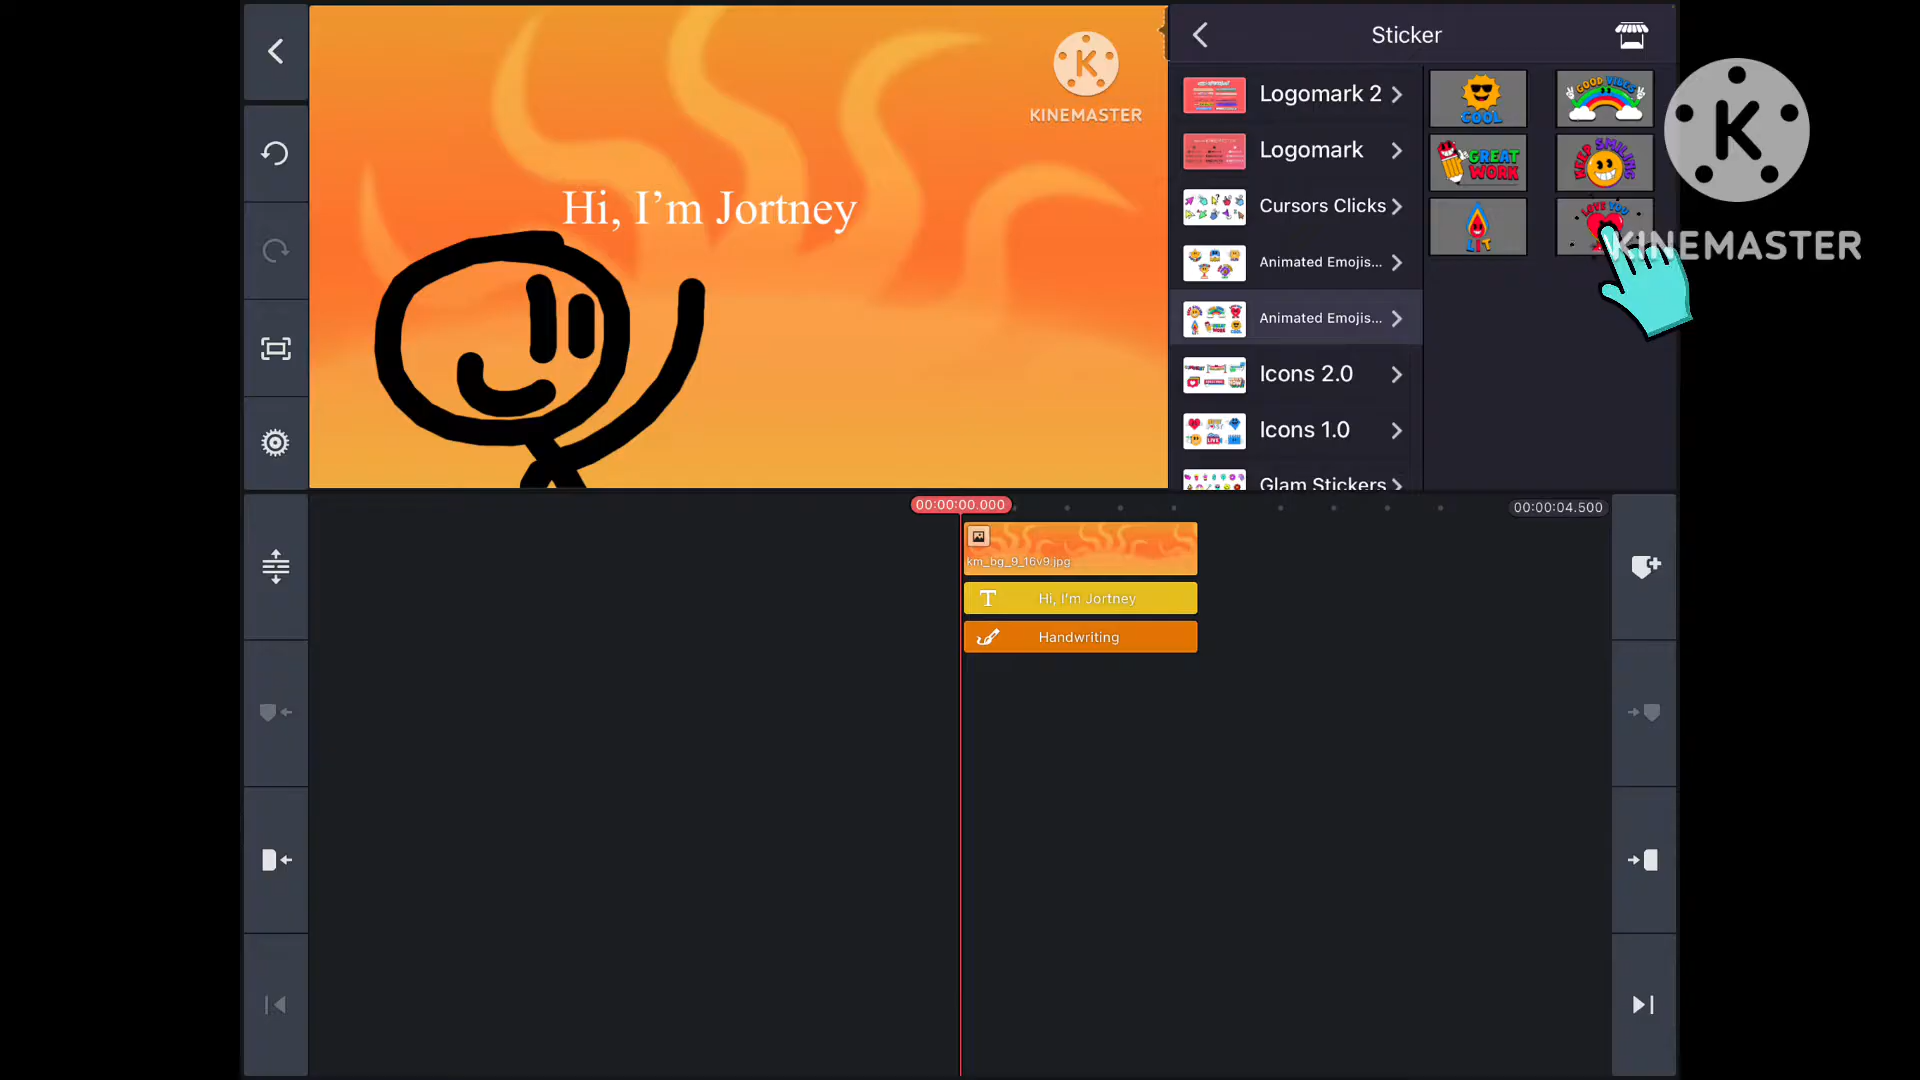 Sticker
K
KINEMASTER
Hi, I'm Jortney
Logomark 2
Logomark
Cursors Clicks
Animated Emojis...
Animated Emojis...
Icons 2.0
Icons 1.0
Glam Stickers
COOL
GOOD VIBES
GREAT WORK
KEEP SMILING
LIT
LOVE YOU
K
KINEMASTER
00:00:00.000
00:00:04.500
km_bg_9_16v9.jpg
T
Hi, I'm Jortney
Handwriting